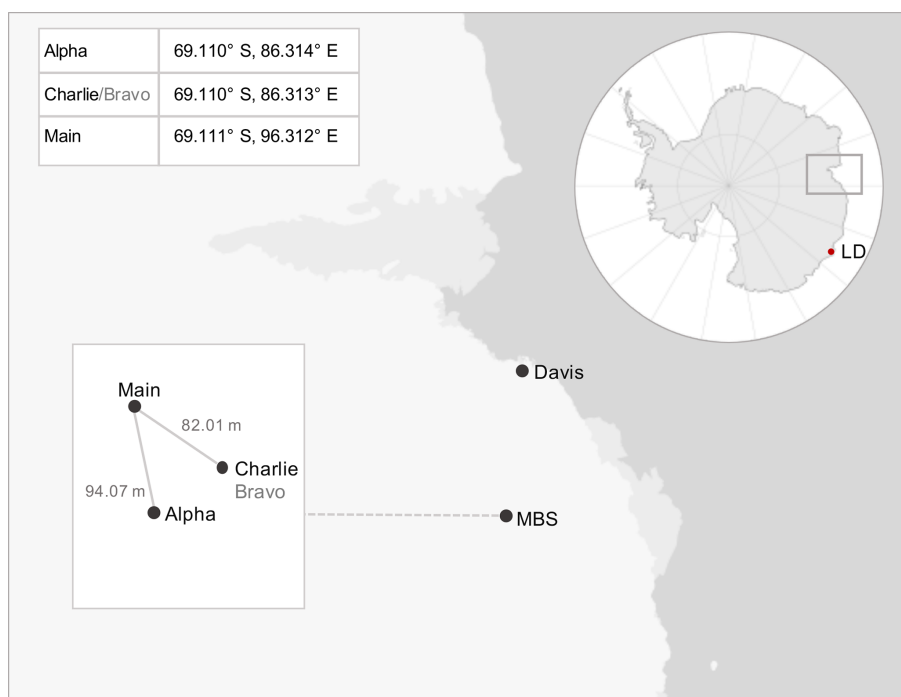 Alpha 69.110° S, 86.314° E
Charlie/Bravo 69.110° S, 86.313° E
Main 69.111° S, 96.312° E
LD
Davis
Main
82.01 m
Charlie
Bravo
94.07 m
Alpha
MBS